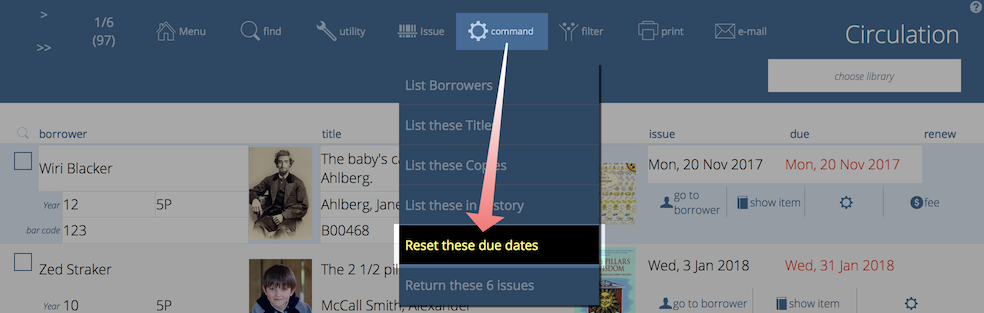 >
>>
1/6
(97)
Menu
find
utility
Issue
command
filter
print
e-mail
?
Circulation
choose library
List Borrowers
List these Titles
List these Copies
List these in History
Reset these due dates
Return these 6 issues
borrower
title
issue
due
renew
Wiri Blacker
The baby's ca
Ahlberg.
Mon, 20 Nov 2017
Mon, 20 Nov 2017
Year 12
5P
Ahlberg, Jane
go to
borrower
show item
$ fee
bar code 123
B00468
Zed Straker
The 2 1/2 pil
PILLARS
WISDOM
Wed, 3 Jan 2018
Wed, 31 Jan 2018
Year 10
5P
McCall Smith, Alexander
go to borrower
show item